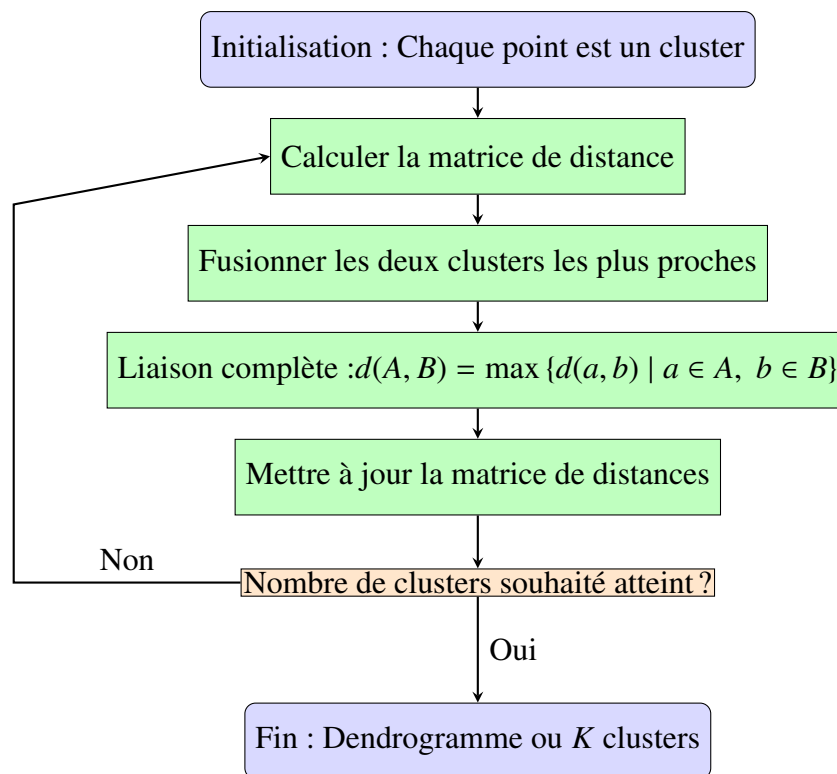 Initialisation : Chaque point est un cluster
Calculer la matrice de distance
Fusionner les deux clusters les plus proches
Liaison complète :d(A, B) = max {d(a, b) | a ∈ A, b ∈ B}
Mettre à jour la matrice de distances
Non
Nombre de clusters souhaité atteint ?
Oui
Fin : Dendrogramme ou K clusters